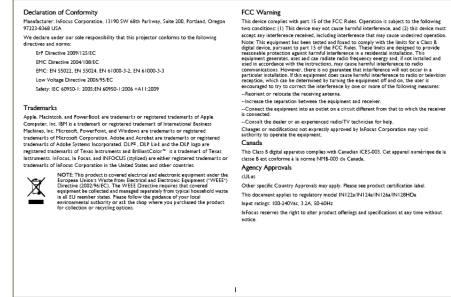 Declaration of Conformity
Manufacturer: InFocus Corporation, 13190 SW 68th Parkway, Suite 200, Portland, Oregon
97223-8368 USA
We declare under our sole responsibility that this projector conforms to the following
directives and norms:
ErP Directive 2009/125/EC
EMC Directive 2004/108/EC
EMC: EN 55022, EN 55024, EN 61000-3-2, EN 61000-3-3
Low Voltage Directive 2006/95/EC
Safety: IEC 60950-1: 2005;EN 60950-1:2006 +A11:2009
Trademarks
Apple, Macintosh, and PowerBook are trademarks or registered trademarks of Apple
Computer, Inc. IBM is a trademark or registered trademark of International Business
Machines, Inc. Microsoft, PowerPoint, and Windows are trademarks or registered
trademarks of Microsoft Corporation. Adobe and Acrobat are trademarks or registered
trademarks of Adobe Systems Incorporated. DLP®, DLP Link and the DLP logo are
registered trademarks of Texas Instruments and BrilliantColor™ is a trademark of Texas
Instruments. InFocus, In Focus, and INFOCUS (stylized) are either registered trademarks or
trademarks of InFocus Corporation in the United States and other countries.
NOTE: This product is covered electrical and electronic equipment under the
European Union's Waste from Electrical and Electronic Equipment ("WEEE")
Directive (2002/96/EC). The WEEE Directive requires that covered
equipment be collected and managed separately from typical household waste
in all EU member states. Please follow the guidance of your local
environmental authority or ask the shop where you purchased the product
for collection or recycling options.
FCC Warning
This device complies with part 15 of the FCC Rules. Operation is subject to the following
two conditions: (1) This device may not cause harmful interference, and (2) this device must
accept any interference received, including interference that may cause undesired operation.
Note: This equipment has been tested and found to comply with the limits for a Class B
digital device, pursuant to part 15 of the FCC Rules. These limits are designed to provide
reasonable protection against harmful interference in a residential installation. This
equipment generates, uses and can radiate radio frequency energy and, if not installed and
used in accordance with the instructions, may cause harmful interference to radio
communications. However, there is no guarantee that interference will not occur in a
particular installation. If this equipment does cause harmful interference to radio or television
reception, which can be determined by turning the equipment off and on, the user is
encouraged to try to correct the interference by one or more of the following measures:
--Reorient or relocate the receiving antenna.
--Increase the separation between the equipment and receiver.
--Connect the equipment into an outlet on a circuit different from that to which the receiver
is connected.
--Consult the dealer or an experienced radio/TV technician for help.
Changes or modifications not expressly approved by InFocus Corporation may void
authority to operate the equipment.
Canada
This Class B digital apparatus complies with Canadian ICES-003. Cet appareil numérique de la
classe B est conforme à la norme NMB-003 du Canada.
Agency Approvals
cULus
Other specific Country Approvals may apply. Please see product certification label.
This document applies to regulatory model IN122a/IN124a/IN126a/IN128HDa
Input ratings: 100-240Vac, 3.2A, 50-60Hz
InFocus reserves the right to alter product offerings and specifications at any time without
notice.
1